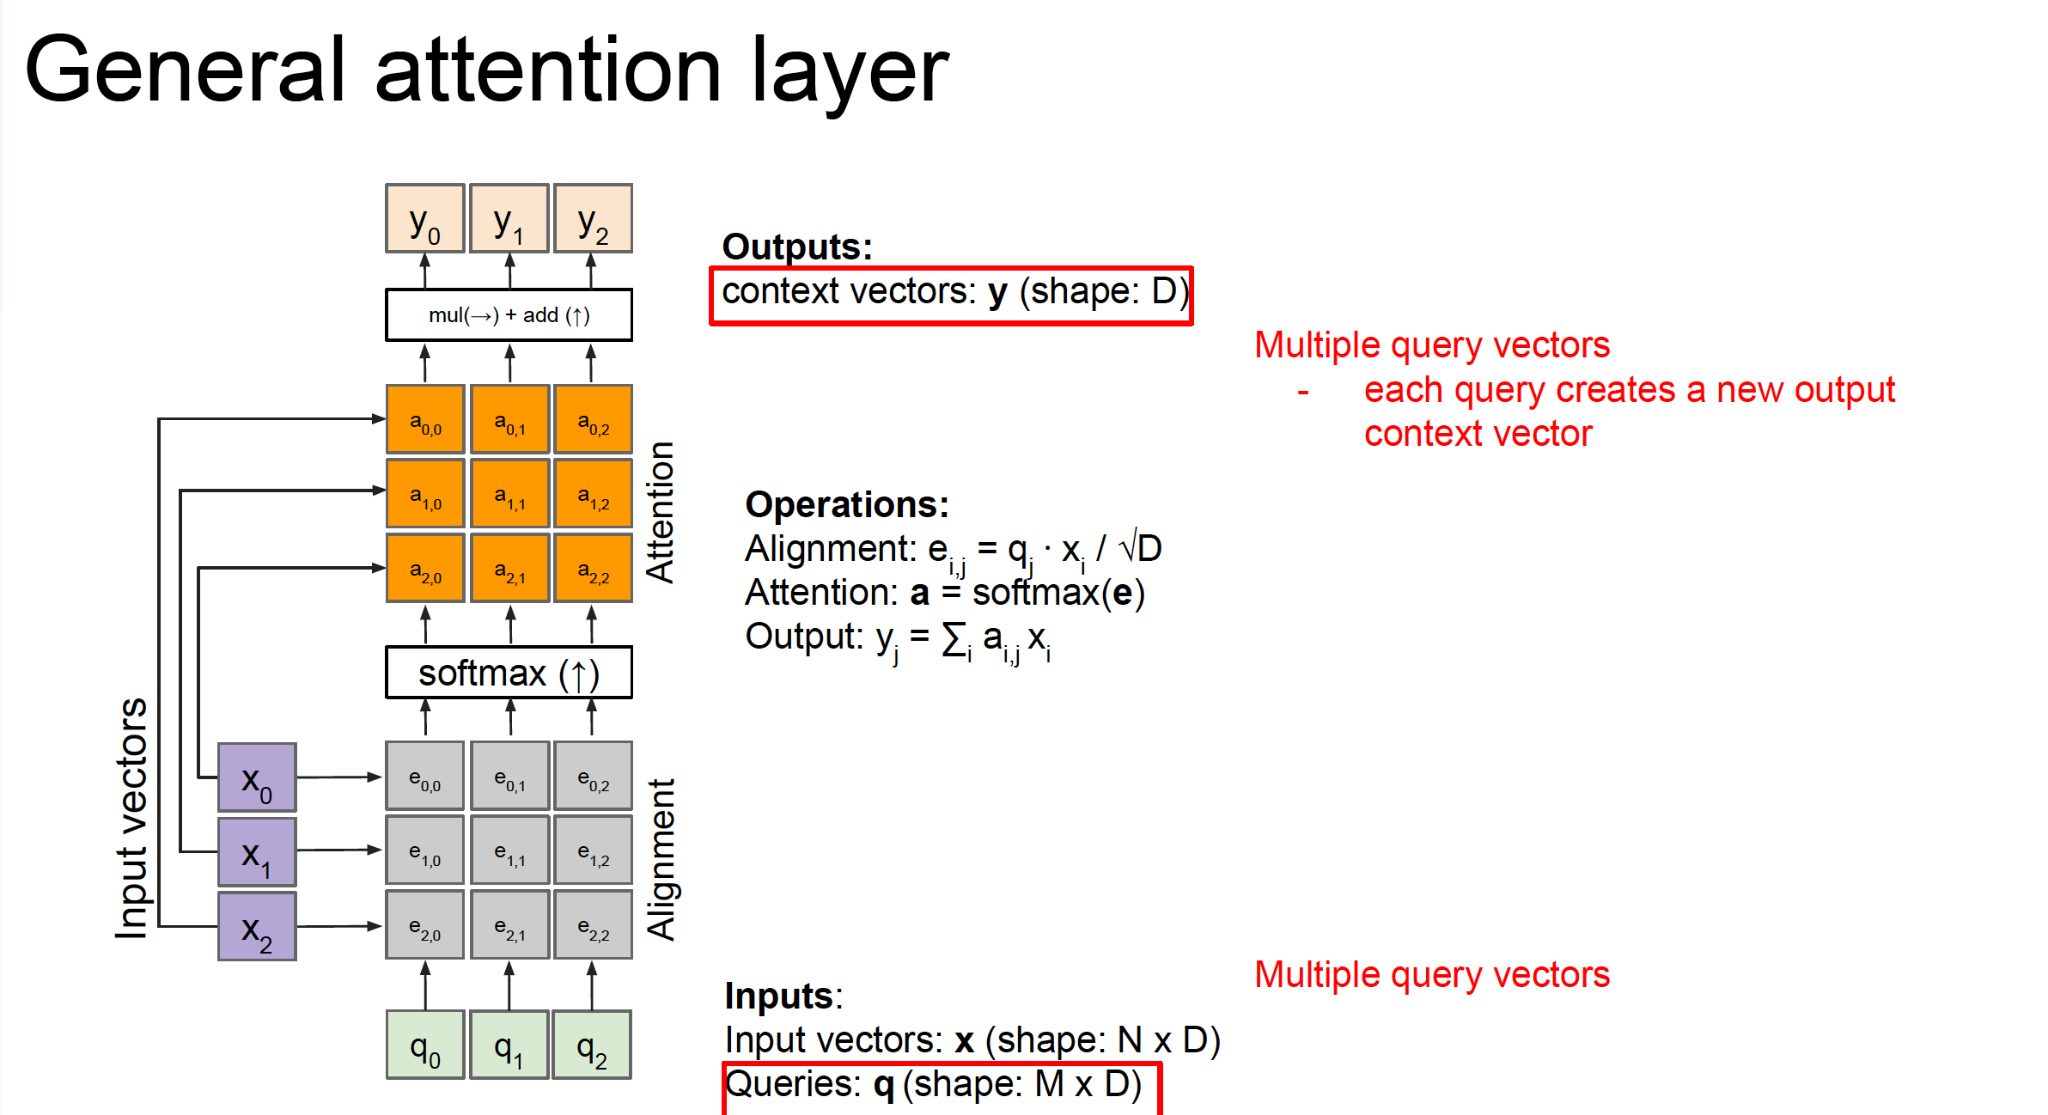 General attention layer
y0 y1 y2
mul(→) + add (↑)
a0,0 a0,1 a0,2
a1,0 a1,1 a1,2
a2,0 a2,1 a2,2
Attention
softmax (↑)
Input vectors
x0 e0,0 e0,1 e0,2
x1 e1,0 e1,1 e1,2
x2 e2,0 e2,1 e2,2
Alignment
q0 q1 q2
Outputs:
context vectors: y (shape: D)
Multiple query vectors
- each query creates a new output
context vector
Operations:
Alignment: ei,j = qj · xi / √D
Attention: a = softmax(e)
Output: yj = ∑i ai,j xi
Multiple query vectors
Inputs:
Input vectors: x (shape: N x D)
Queries: q (shape: M x D)